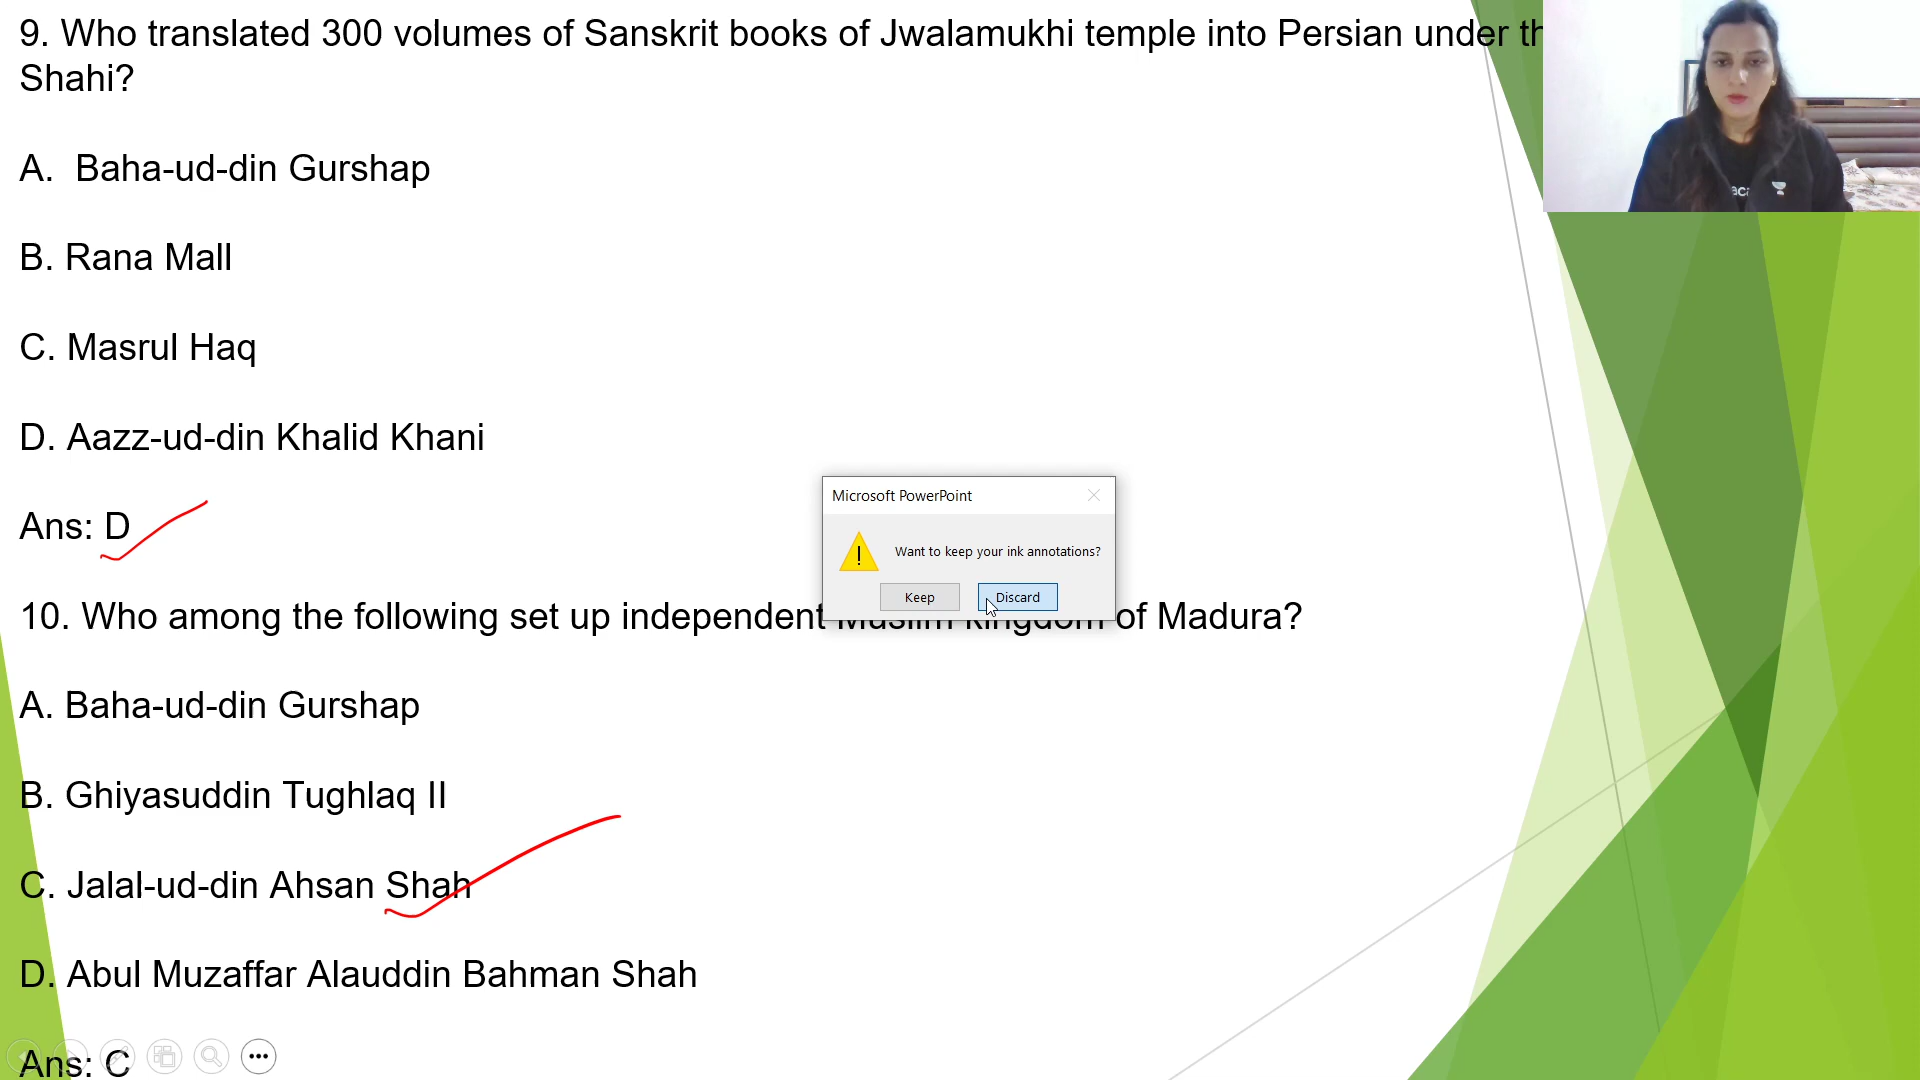 9. Who translated 300 volumes of Sanskrit books of Jwalamukhi temple into Persian under
Shahi?
A. Baha-ud-din Gurshap
B. Rana Mall
C. Masrul Haq
D. Aazz-ud-din Khalid Khani
Ans: D
Microsoft PowerPoint
Want to keep your ink annotations?
Keep
Discard
10. Who among the following set up independent Muslim kingdom of Madura?
A. Baha-ud-din Gurshap
B. Ghiyasuddin Tughlaq II
C. Jalal-ud-din Ahsan Shah
D. Abul Muzaffar Alauddin Bahman Shah
Ans: C